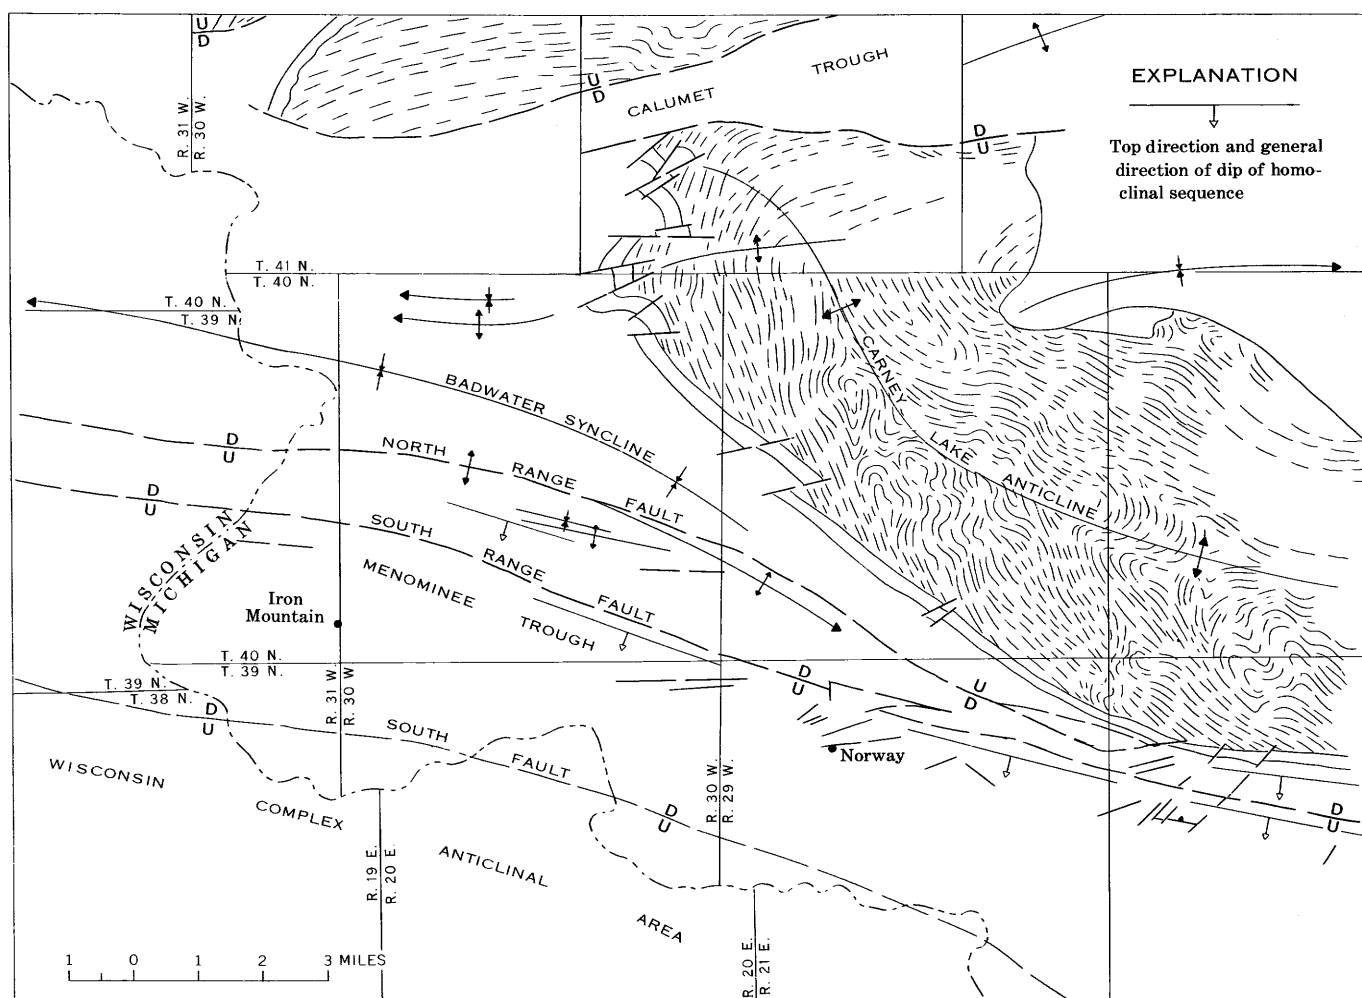 U
D
R. 31 W.
R. 30 W.
U
D
CALUMET TROUGH
D
U
EXPLANATION
Top direction and general
direction of dip of homo-
clinal sequence
T. 41 N.
T. 40 N.
T. 40 N.
T. 39 N.
BADWATER SYNCLINE
CARNEY LAKE ANTICLINE
D
U
NORTH RANGE FAULT
D
U
SOUTH RANGE FAULT
MENOMINEE TROUGH
WISCONSIN
MICHIGAN
Iron
Mountain
T. 40 N.
T. 39 N.
T. 39 N.
T. 38 N.
R. 31 W.
R. 30 W.
D
U
U
D
D
U
SOUTH FAULT
Norway
WISCONSIN COMPLEX ANTICLINAL AREA
R. 30 W.
R. 29 W.
D
U
D
U
R. 19 E.
R. 20 E.
R. 20 E.
R. 21 E.
1 0 1 2 3 MILES